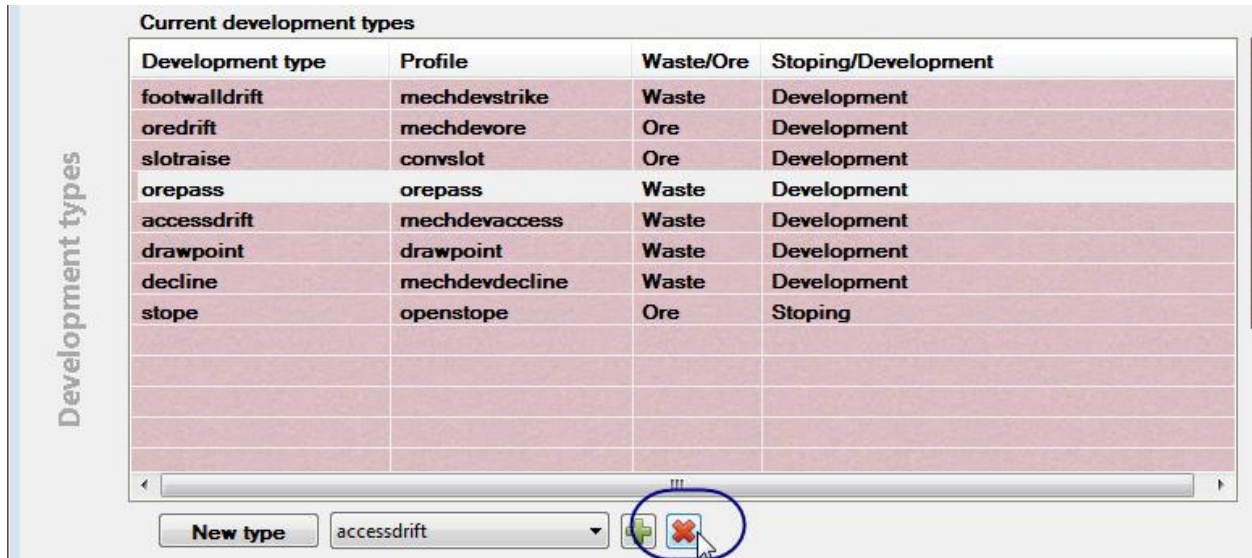 Current development types
Development type Profile Waste/Ore Stoping/Development
footwalldrift mechdevstrike Waste Development
oredrift mechdevore Ore Development
slotraise convslot Ore Development
orepass orepass Waste Development
accessdrift mechdevaccess Waste Development
drawpoint drawpoint Waste Development
decline mechdevdecline Waste Development
stope openstope Ore Stoping
Development types
New type accessdrift